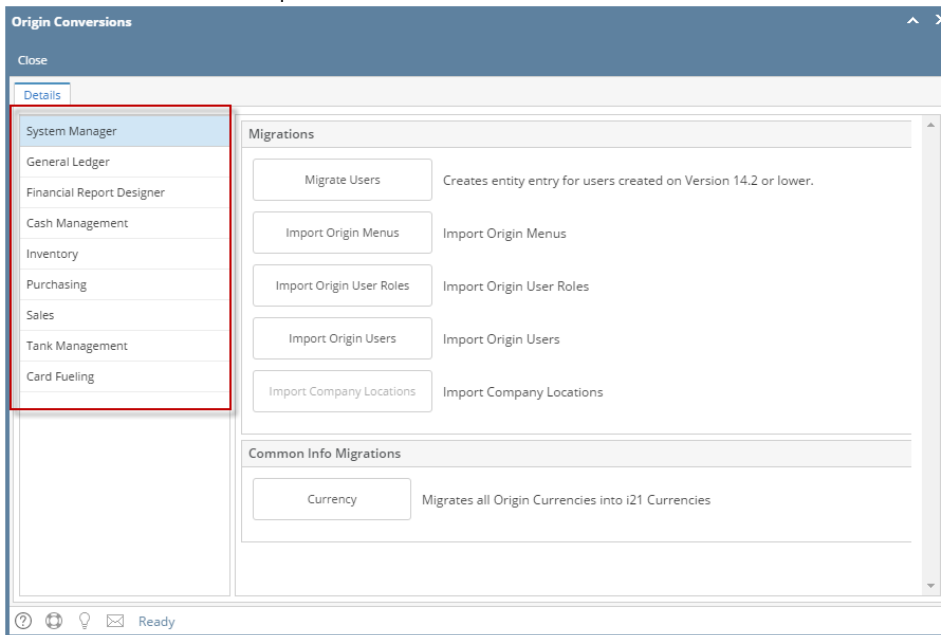 Origin Conversions
Close
Details
System Manager
General Ledger
Financial Report Designer
Cash Management
Inventory
Purchasing
Sales
Tank Management
Card Fueling
Migrations
Migrate Users Creates entity entry for users created on Version 14.2 or lower.
Import Origin Menus Import Origin Menus
Import Origin User Roles Import Origin User Roles
Import Origin Users Import Origin Users
Import Company Locations Import Company Locations
Common Info Migrations
Currency Migrates all Origin Currencies into i21 Currencies
Ready